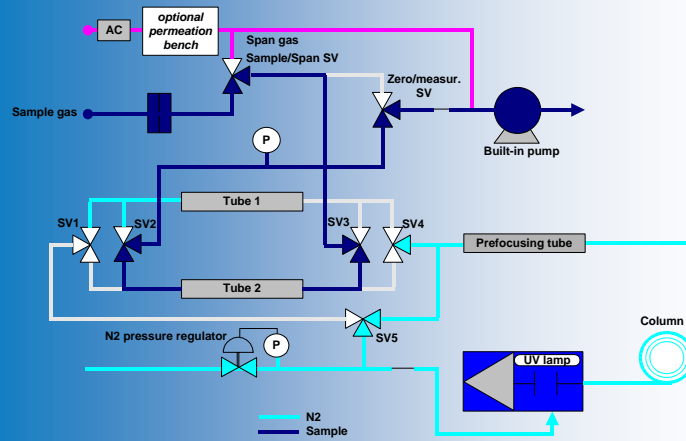 AC
optional
permeation
bench
Span gas
Sample/Span SV
Zero/measur.
SV
Sample gas
P
Built-in pump
SV1
SV2
Tube 1
SV3
SV4
Prefocusing tube
Tube 2
N2 pressure regulator
P
SV5
Column
UV lamp
N2
Sample